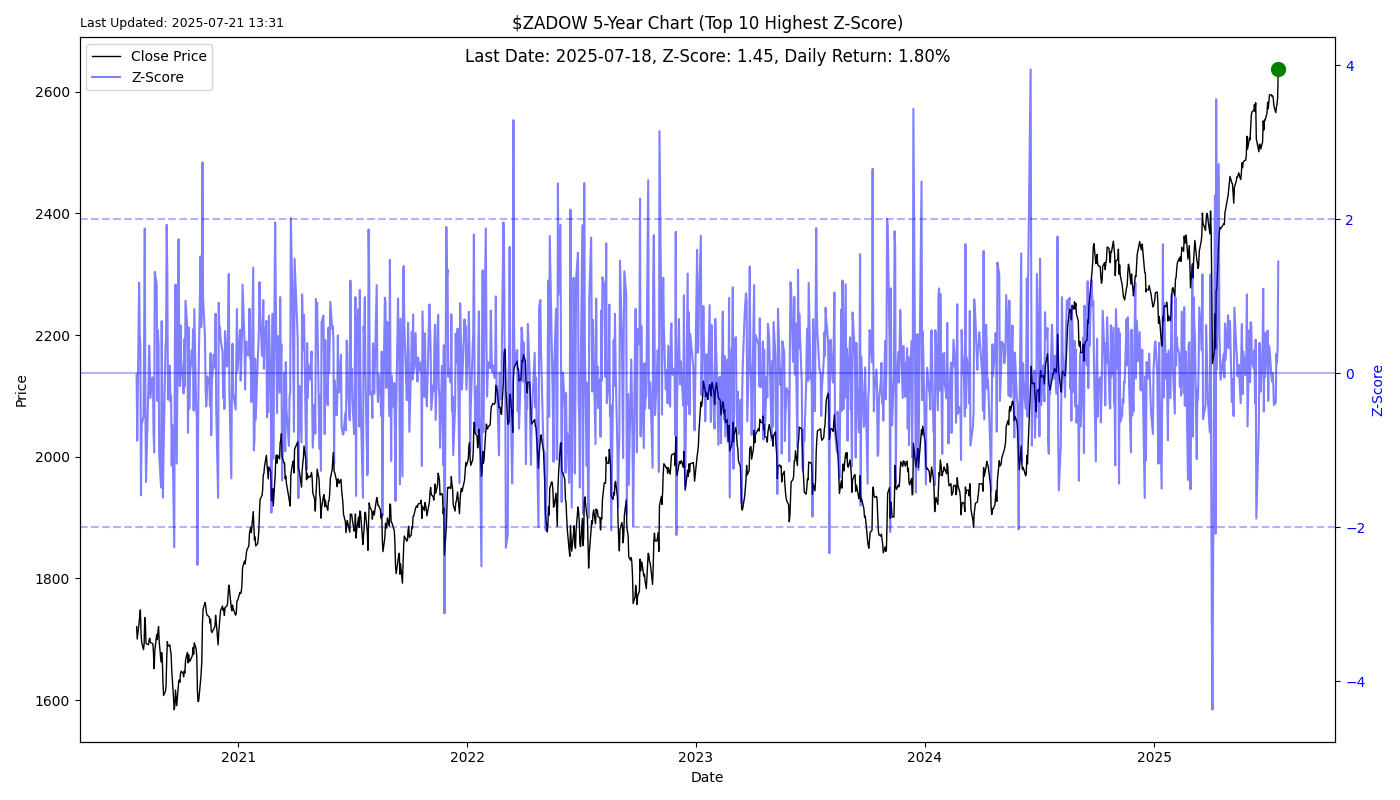 Last Updated: 2025-07-21 13:31
$ZADOW 5-Year Chart (Top 10 Highest Z-Score)
Last Date: 2025-07-18, Z-Score: 1.45, Daily Return: 1.80%
Close Price
Z-Score
2600
2400
2200
2000
1800
1600
Price
4
2
0
−2
−4
Z-Score
2021
2022
2023
2024
2025
Date